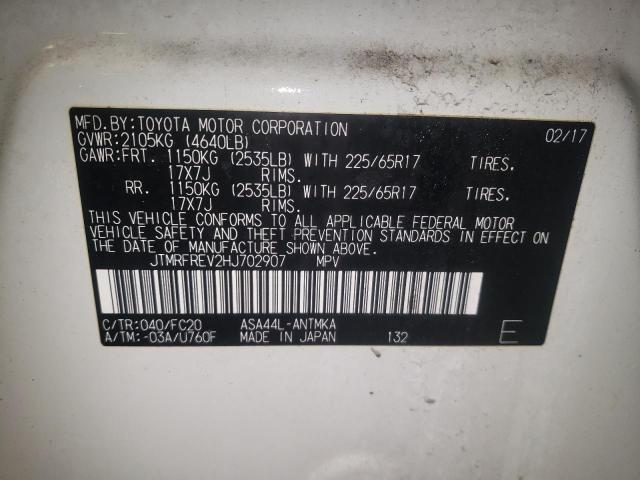 MFD. BY: TOYOTA MOTOR CORPORATION 02/17
GVWR: 2105KG (4640LB)
GAWR: FRT. 1150KG (2535LB) WITH 225/65R17 TIRES.
17X7J RIMS.
RR. 1150KG (2535LB) WITH 225/65R17 TIRES.
17X7J RIMS.
THIS VEHICLE CONFORMS TO ALL APPLICABLE FEDERAL MOTOR
VEHICLE SAFETY AND THEFT PREVENTION STANDARDS IN EFFECT ON
THE DATE OF MANUFACTURE SHOWN ABOVE.
JTMRFREV2HJ702907 MPV
C/TR: 040/FC20 ASA44L-ANTMKA
A/TM: -03A/U760F MADE IN JAPAN 132 E